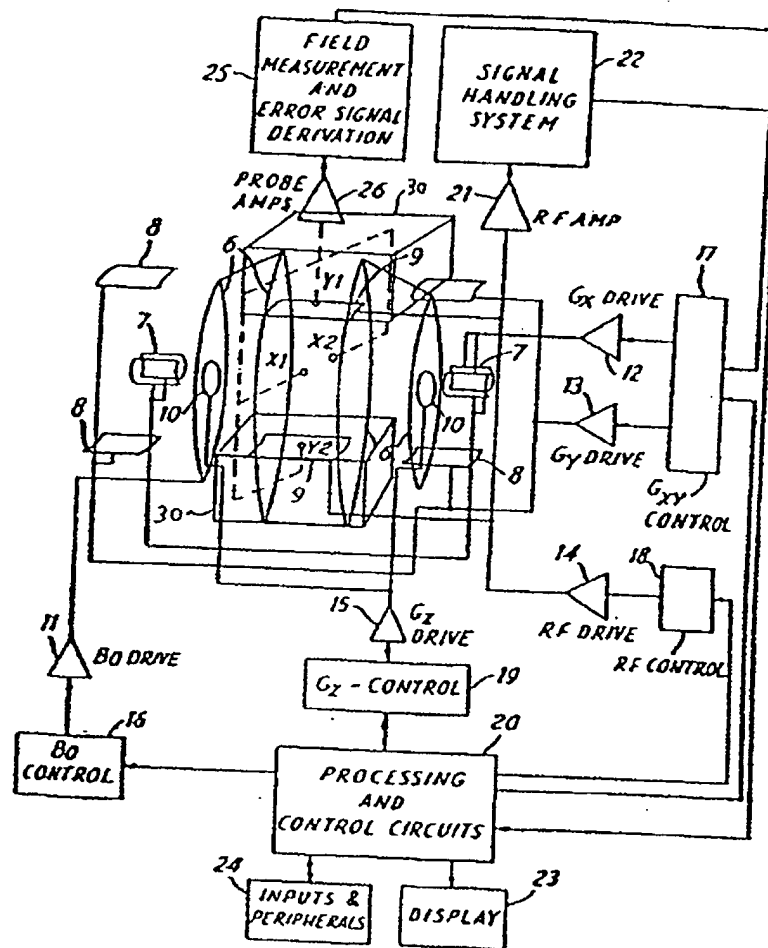 FIELD
MEASUREMENT
AND
ERROR SIGNAL
DERIVATION
25
SIGNAL
HANDLING
SYSTEM
22
PROBE
AMPS
26
30
21
RF AMP
8
6
9
Y1
17
7
GX DRIVE
X1
X2
7
12
10
10
13
8
Y2
6
8
GY DRIVE
9
GXY
CONTROL
30
14
18
15
GZ
DRIVE
RF DRIVE
RF CONTROL
11
BO DRIVE
GZ - CONTROL
19
16
BO
CONTROL
20
PROCESSING
AND
CONTROL CIRCUITS
24
INPUTS &
PERIPHERALS
23
DISPLAY